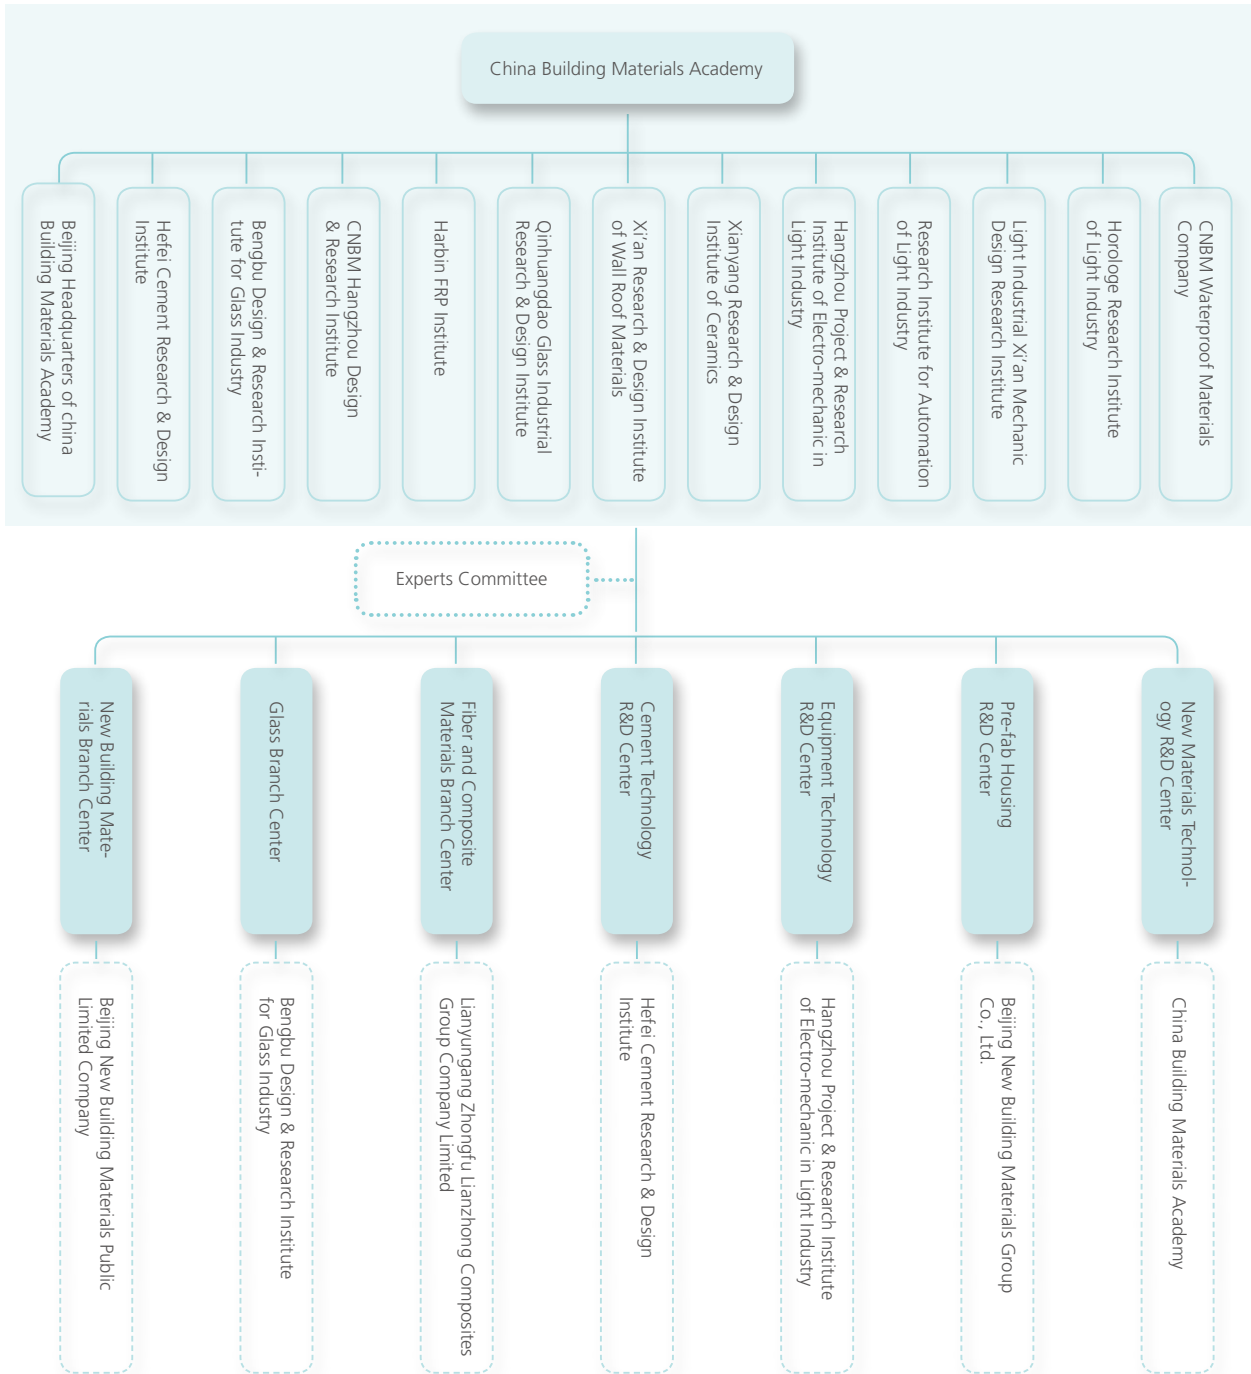 China Building Materials Academy
Beijing Headquarters of china
Building Materials Academy
Hefei Cement Research & Design
Institute
Bengbu Design & Research Insti-
tute for Glass Industry
CNBM Hangzhou Design
& Research Institute
Harbin FRP Institute
Qinhuangdao Glass Industrial
Research & Design Institute
Xi'an Research & Design Institute
of Wall Roof Materials
Xianyang Research & Design
Institute of Ceramics
Hangzhou Project & Research
Institute of Electro-mechanic in
Light Industry
Research Institute for Automation
of Light Industry
Light Industrial Xi'an Mechanic
Design Research Institute
Horologe Research Institute
of Light Industry
CNBM Waterproof Materials
Company
Experts Committee
New Building Mate-
rials Branch Center
Glass Branch Center
Fiber and Composite
Materials Branch Center
Cement Technology
R&D Center
Equipment Technology
R&D Center
Pre-fab Housing
R&D Center
New Materials Technol-
ogy R&D Center
Beijing New Building Materials Public
Limited Company
Bengbu Design & Research Institute
for Glass Industry
Lianyungang Zhongfu Lianzhong Composites
Group Company Limited
Hefei Cement Research & Design
Institute
Hangzhou Project & Research Institute
of Electro-mechanic in Light Industry
Beijing New Building Materials Group
Co., Ltd.
China Building Materials Academy